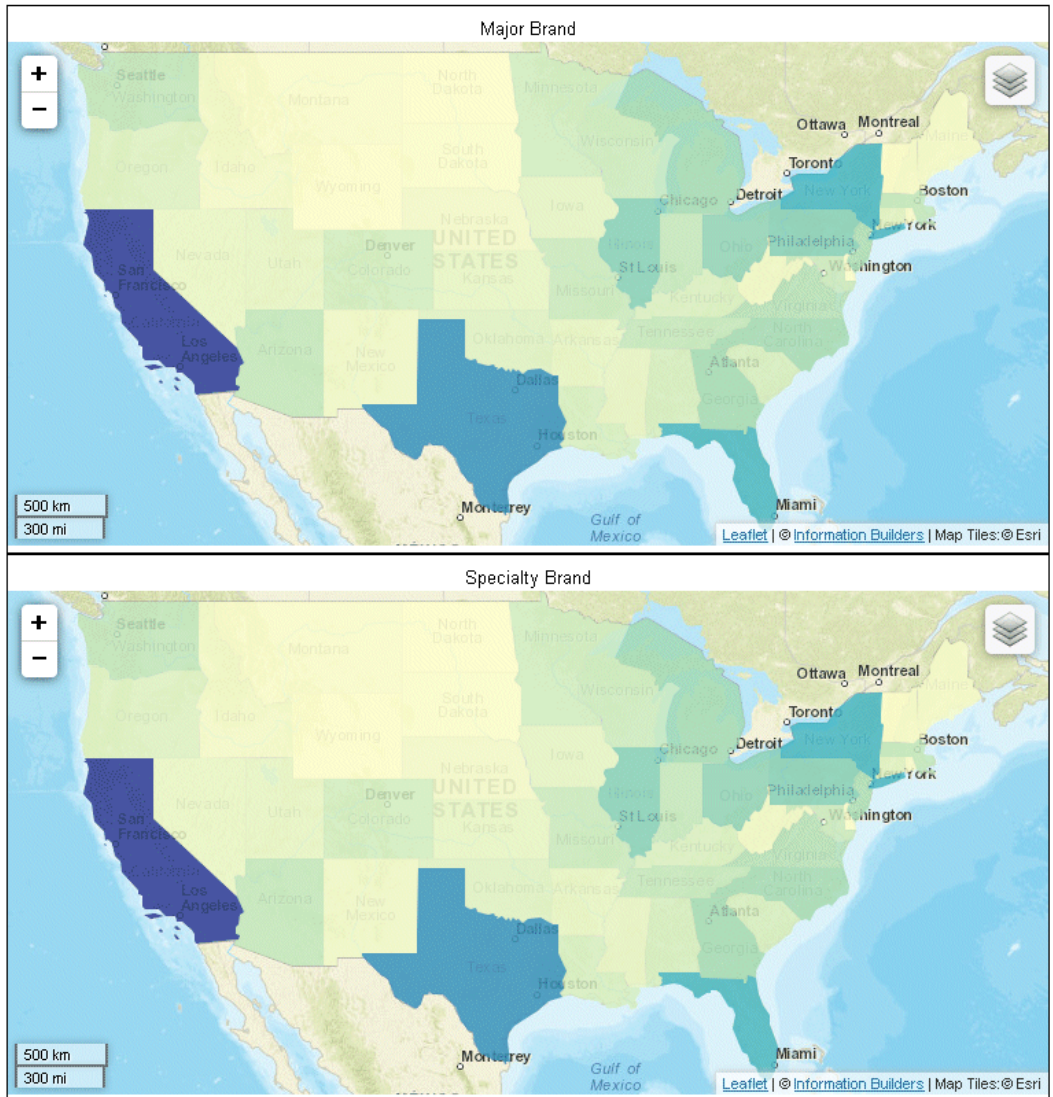 Major Brand
+
−
Seattle
Washington
Montana
North
Dakota
Minnesota
Ottawa
Montreal
Maine
Oregon
Idaho
Wyoming
South
Dakota
Wisconsin
Toronto
New York
Boston
Detroit
Chicago
Iowa
Nebraska
UNITED
STATES
Nevada
Utah
Denver
Colorado
Kansas
Illinois
Ohio
Philadelphia
New York
St Louis
Missouri
Washington
San
Francisco
California
Los
Angeles
Arizona
New
Mexico
Oklahoma
Arkansas
Kentucky
Virginia
Tennessee
North
Carolina
Atlanta
Georgia
Dallas
Texas
Houston
Monterrey
Miami
Gulf of
Mexico
500 km
300 mi
Leaflet | © Information Builders | Map Tiles: © Esri
Specialty Brand
+
−
Seattle
Washington
Montana
North
Dakota
Minnesota
Ottawa
Montreal
Maine
Oregon
Idaho
Wyoming
South
Dakota
Wisconsin
Toronto
New York
Boston
Detroit
Chicago
Iowa
Nebraska
UNITED
STATES
Nevada
Utah
Denver
Colorado
Kansas
Illinois
Ohio
Philadelphia
New York
St Louis
Missouri
Washington
San
Francisco
California
Los
Angeles
Arizona
New
Mexico
Oklahoma
Arkansas
Kentucky
Virginia
Tennessee
North
Carolina
Atlanta
Georgia
Dallas
Texas
Houston
Monterrey
Miami
Gulf of
Mexico
500 km
300 mi
Leaflet | © Information Builders | Map Tiles: © Esri